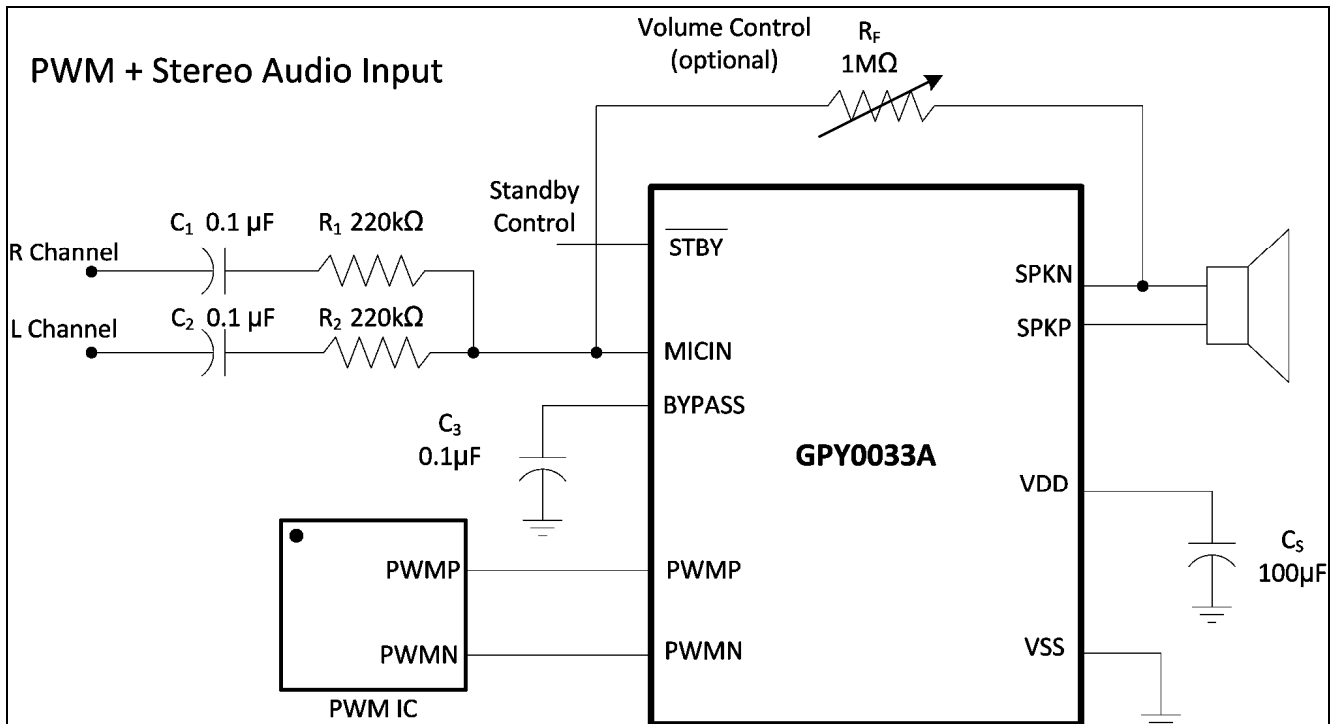 PWM + Stereo Audio Input
Volume Control
(optional)
R_F
1MΩ
Standby
Control
C₁ 0.1 µF
R₁ 220kΩ
R Channel
C₂ 0.1 µF
R₂ 220kΩ
L Channel
STBY
MICIN
BYPASS
C₃
0.1µF
GPY0033A
SPKN
SPKP
VDD
C_S
100µF
VSS
PWMP
PWMP
PWMN
PWMN
PWM IC